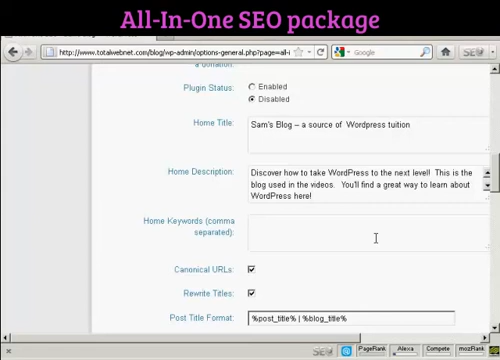 All-In-One SEO package
http://www.totalwebnet.com/blog/wp-admin/options-general.php?page=all-i
Google
SEO
a donation.
Plugin Status:
Enabled
Disabled
Home Title:
Sam's Blog – a source of Wordpress tuition
Home Description:
Discover how to take WordPress to the next level! This is the
blog used in the videos. You'll find a great way to learn about
WordPress here!
Home Keywords (comma
separated):
Canonical URLs:
Rewrite Titles:
Post Title Format:
%post_title% | %blog_title%
SEO PageRank Alexa Compete mozRank